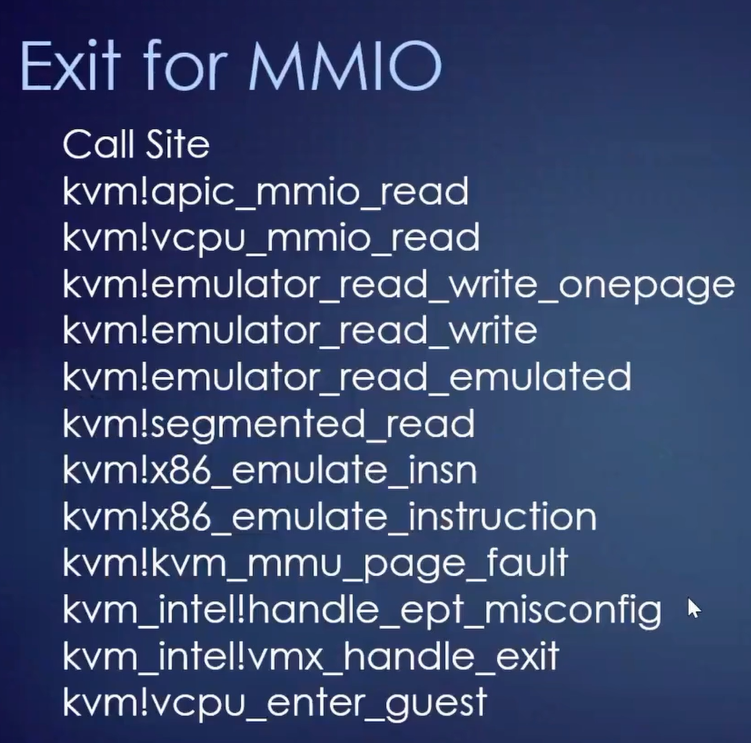 Exit for MMIO
Call Site
kvm!apic_mmio_read
kvm!vcpu_mmio_read
kvm!emulator_read_write_onepage
kvm!emulator_read_write
kvm!emulator_read_emulated
kvm!segmented_read
kvm!x86_emulate_insn
kvm!x86_emulate_instruction
kvm!kvm_mmu_page_fault
kvm_intel!handle_ept_misconfig
kvm_intel!vmx_handle_exit
kvm!vcpu_enter_guest